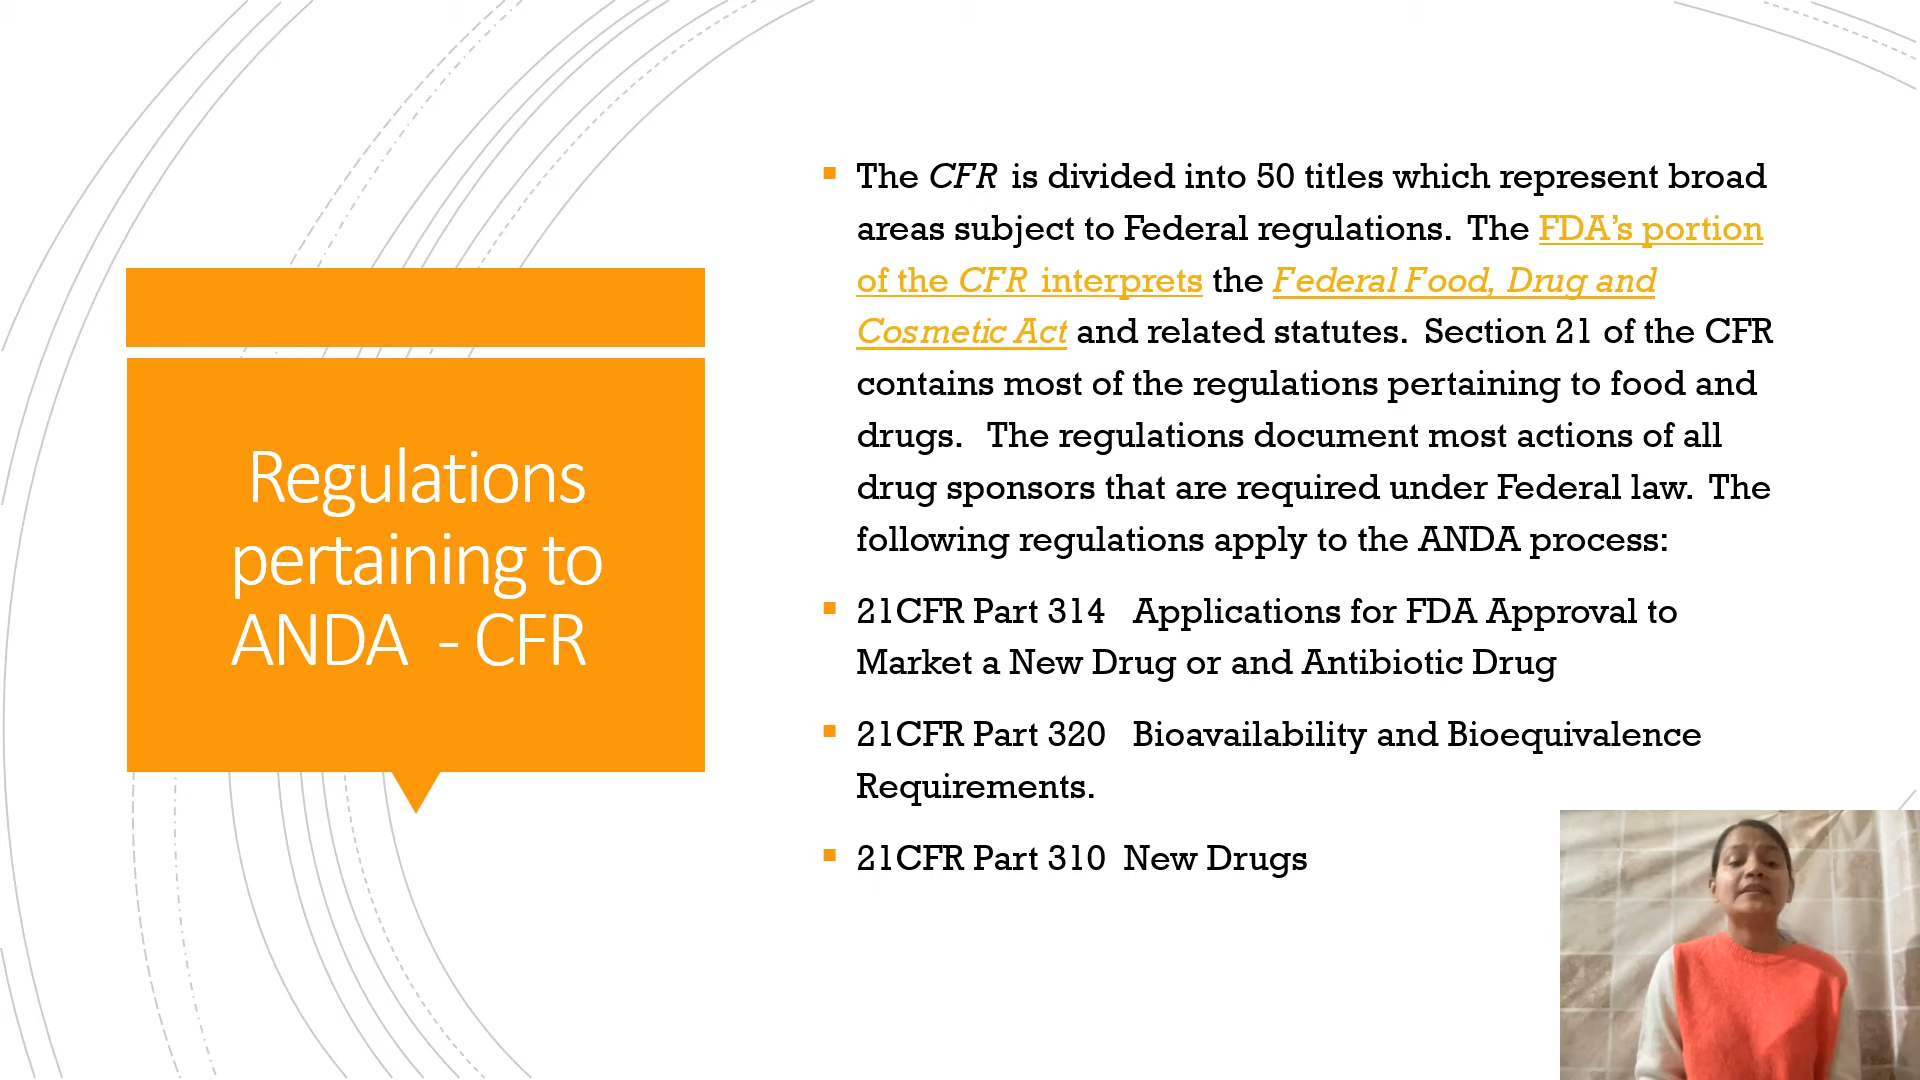 Regulations
pertaining to
ANDA - CFR
The CFR is divided into 50 titles which represent broad
areas subject to Federal regulations. The FDA's portion
of the CFR interprets the Federal Food, Drug and
Cosmetic Act and related statutes. Section 21 of the CFR
contains most of the regulations pertaining to food and
drugs. The regulations document most actions of all
drug sponsors that are required under Federal law. The
following regulations apply to the ANDA process:
21CFR Part 314 Applications for FDA Approval to
Market a New Drug or and Antibiotic Drug
21CFR Part 320 Bioavailability and Bioequivalence
Requirements.
21CFR Part 310 New Drugs